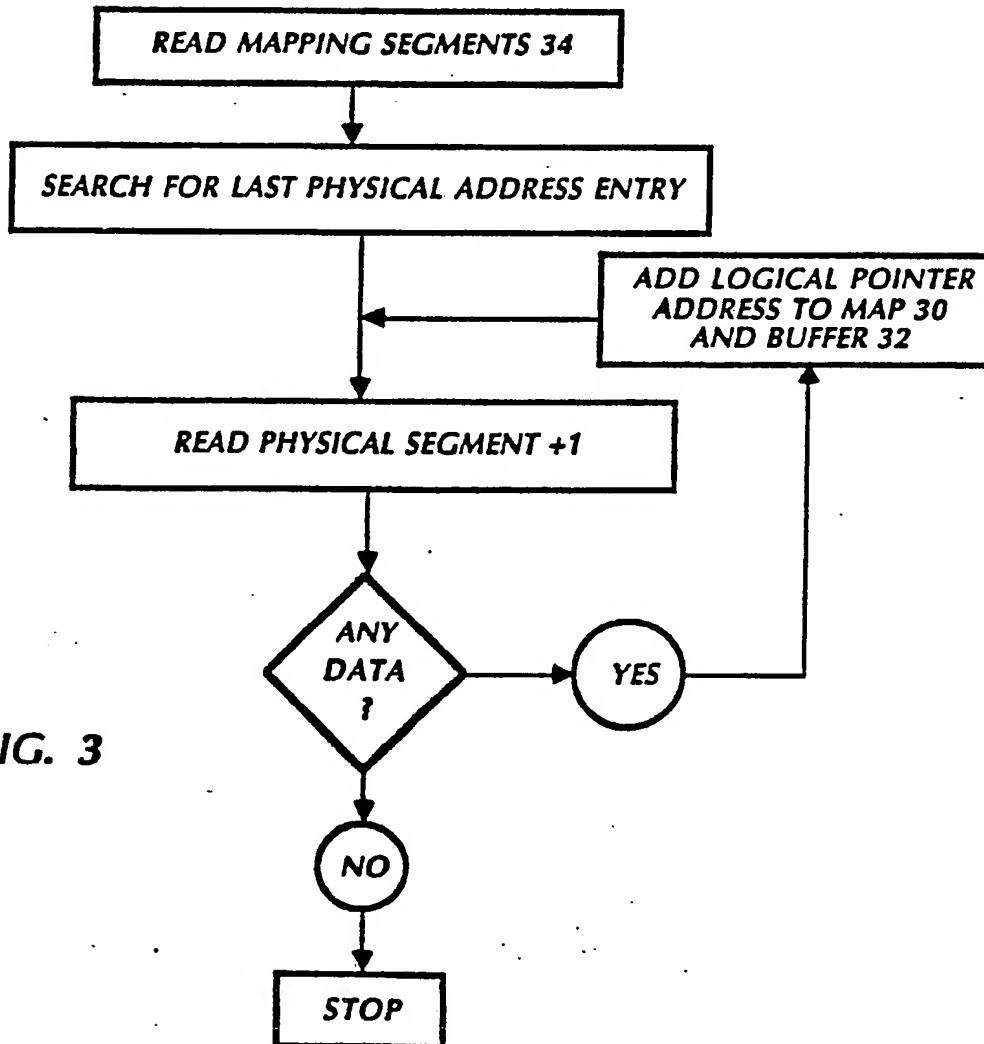 READ MAPPING SEGMENTS 34
SEARCH FOR LAST PHYSICAL ADDRESS ENTRY
ADD LOGICAL POINTER
ADDRESS TO MAP 30
AND BUFFER 32
READ PHYSICAL SEGMENT +1
ANY
DATA
?
YES
IG. 3
NO
STOP